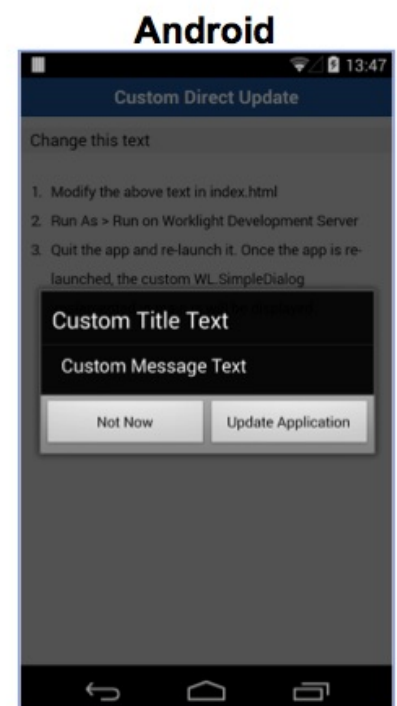 Android
13:47
Custom Direct Update
Change this text
1. Modify the above text in index.html
2. Run As > Run on Worklight Development Server
3. Quit the app and re-launch it. Once the app is re-
launched, the custom WL.SimpleDialog
Custom Title Text
Custom Message Text
Not Now
Update Application